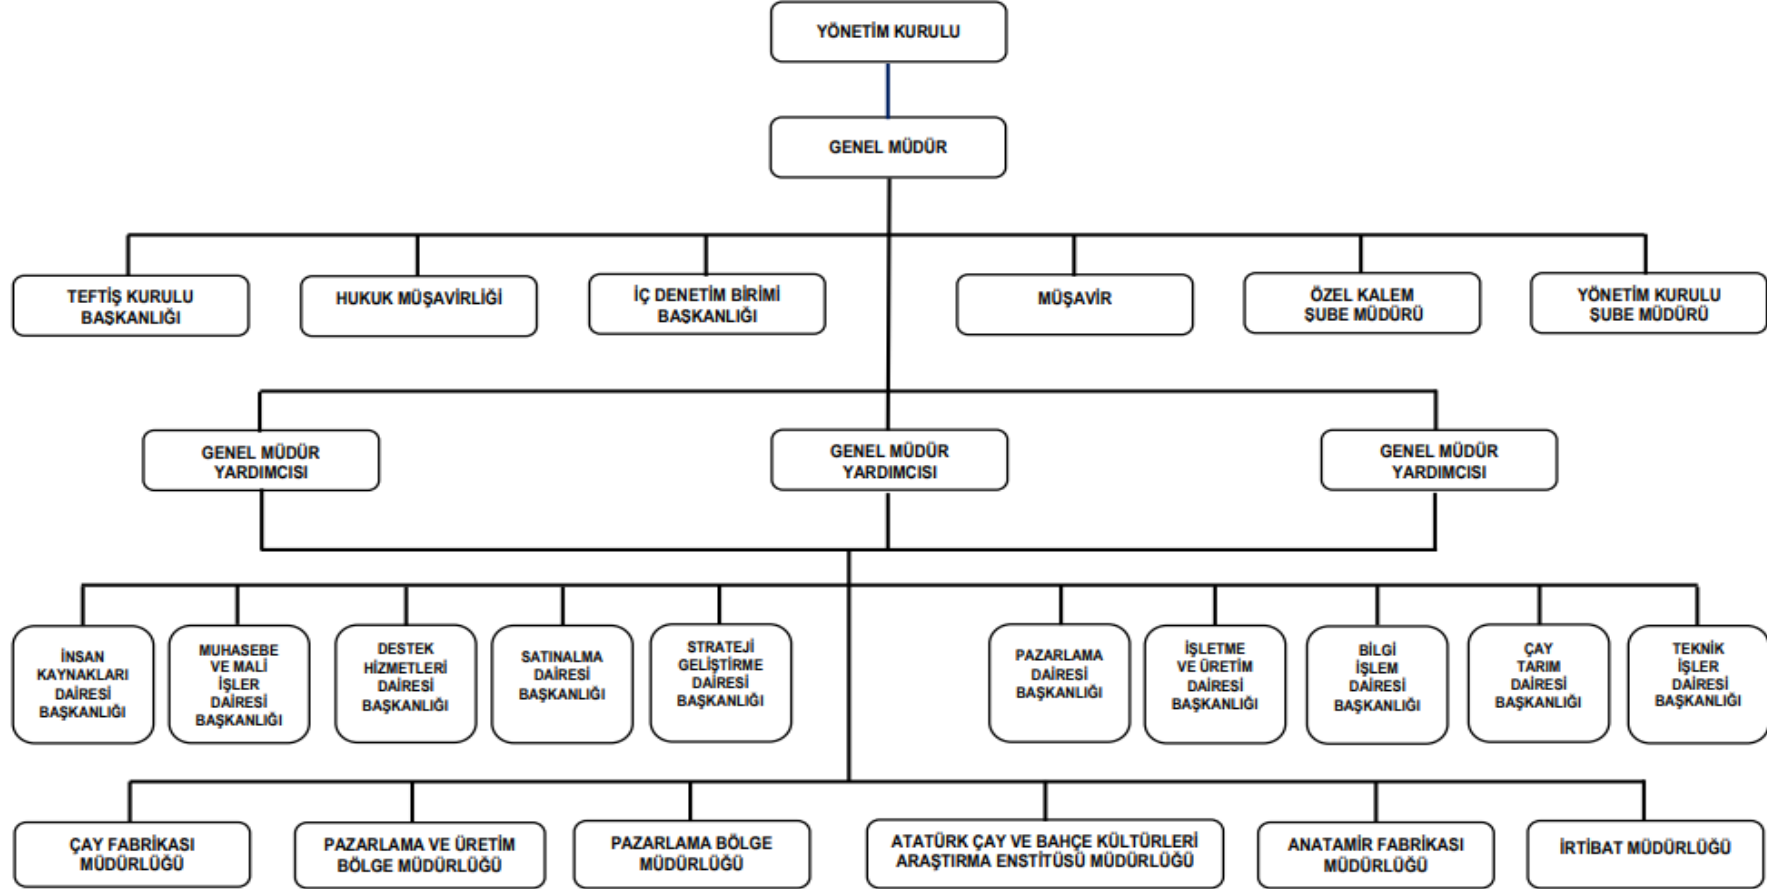 YÖNETİM KURULU
GENEL MÜDÜR
TEFTİŞ KURULU
BAŞKANLIĞI
HUKUK MÜŞAVİRLİĞİ
İÇ DENETİM BİRİMİ
BAŞKANLIĞI
MÜŞAVİR
ÖZEL KALEM
ŞUBE MÜDÜRÜ
YÖNETİM KURULU
ŞUBE MÜDÜRÜ
GENEL MÜDÜR
YARDIMCISI
GENEL MÜDÜR
YARDIMCISI
GENEL MÜDÜR
YARDIMCISI
İNSAN
KAYNAKLARI
DAİRESİ
BAŞKANLIĞI
MUHASEBE
VE MALİ
İŞLER
DAİRESİ
BAŞKANLIĞI
DESTEK
HİZMETLERİ
DAİRESİ
BAŞKANLIĞI
SATINALMA
DAİRESİ
BAŞKANLIĞI
STRATEJİ
GELİŞTİRME
DAİRESİ
BAŞKANLIĞI
PAZARLAMA
DAİRESİ
BAŞKANLIĞI
İŞLETME
VE ÜRETİM
DAİRESİ
BAŞKANLIĞI
BİLGİ
İŞLEM
DAİRESİ
BAŞKANLIĞI
ÇAY
TARIM
DAİRESİ
BAŞKANLIĞI
TEKNİK
İŞLER
DAİRESİ
BAŞKANLIĞI
ÇAY FABRİKASI
MÜDÜRLÜĞÜ
PAZARLAMA VE ÜRETİM
BÖLGE MÜDÜRLÜĞÜ
PAZARLAMA BÖLGE
MÜDÜRLÜĞÜ
ATATÜRK ÇAY VE BAHÇE KÜLTÜRLERİ
ARAŞTIRMA ENSTİTÜSÜ MÜDÜRLÜĞÜ
ANATAMİR FABRİKASI
MÜDÜRLÜĞÜ
İRTİBAT MÜDÜRLÜĞÜ